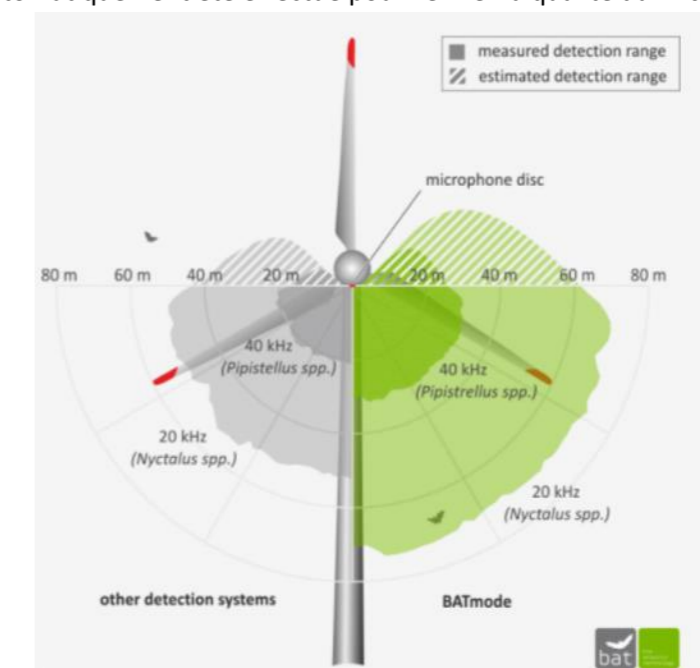 measured detection range
estimated detection range
microphone disc
80 m 60 m 40 m 20 m 20 m 40 m 60 m 80 m
40 kHz
(Pipistellus spp.)
40 kHz
(Pipistrellus spp.)
20 kHz
(Nyctalus spp.)
20 kHz
(Nyctalus spp.)
other detection systems BATmode
bat